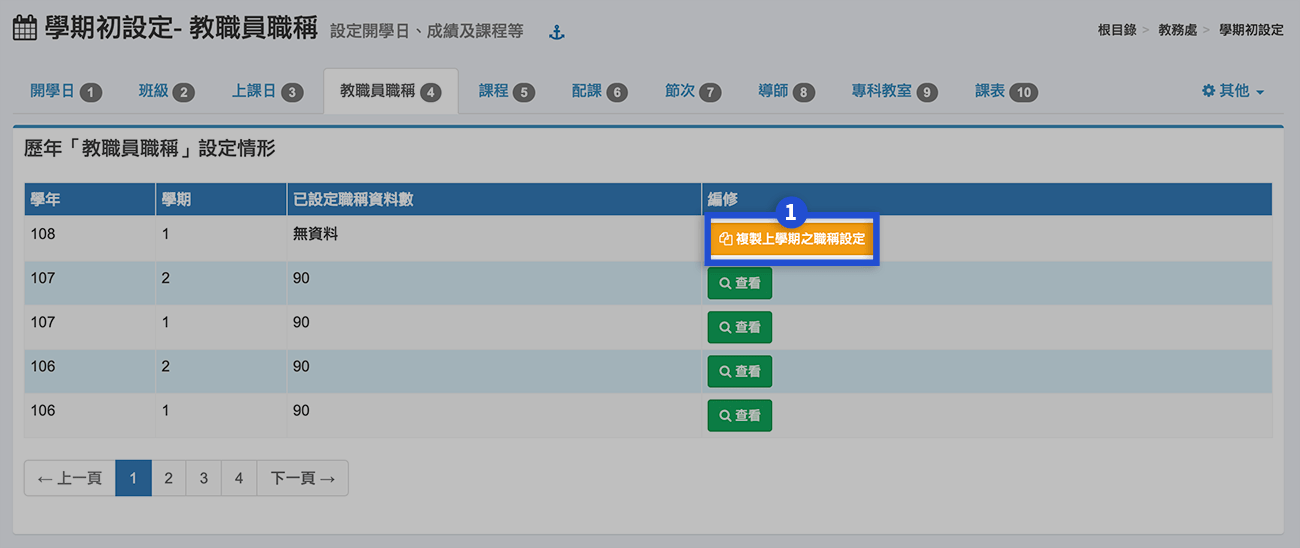 學期初設定- 教職員職稱 設定開學日、成績及課程等
根目錄 > 教務處 > 學期初設定
開學日 1 班級 2 上課日 3 教職員職稱 4 課程 5 配課 6 節次 7 導師 8 專科教室 9 課表 10 其他
歷年「教職員職稱」設定情形
學年 學期 已設定職稱資料數 編修
1
108 1 無資料 複製上學期之職稱設定
107 2 90 查看
107 1 90 查看
106 2 90 查看
106 1 90 查看
← 上一頁 1 2 3 4 下一頁 →